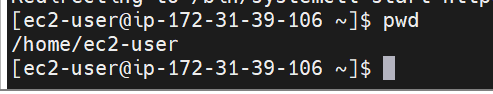 [ec2-user@ip-172-31-39-106 ~]$ pwd
/home/ec2-user
[ec2-user@ip-172-31-39-106 ~]$